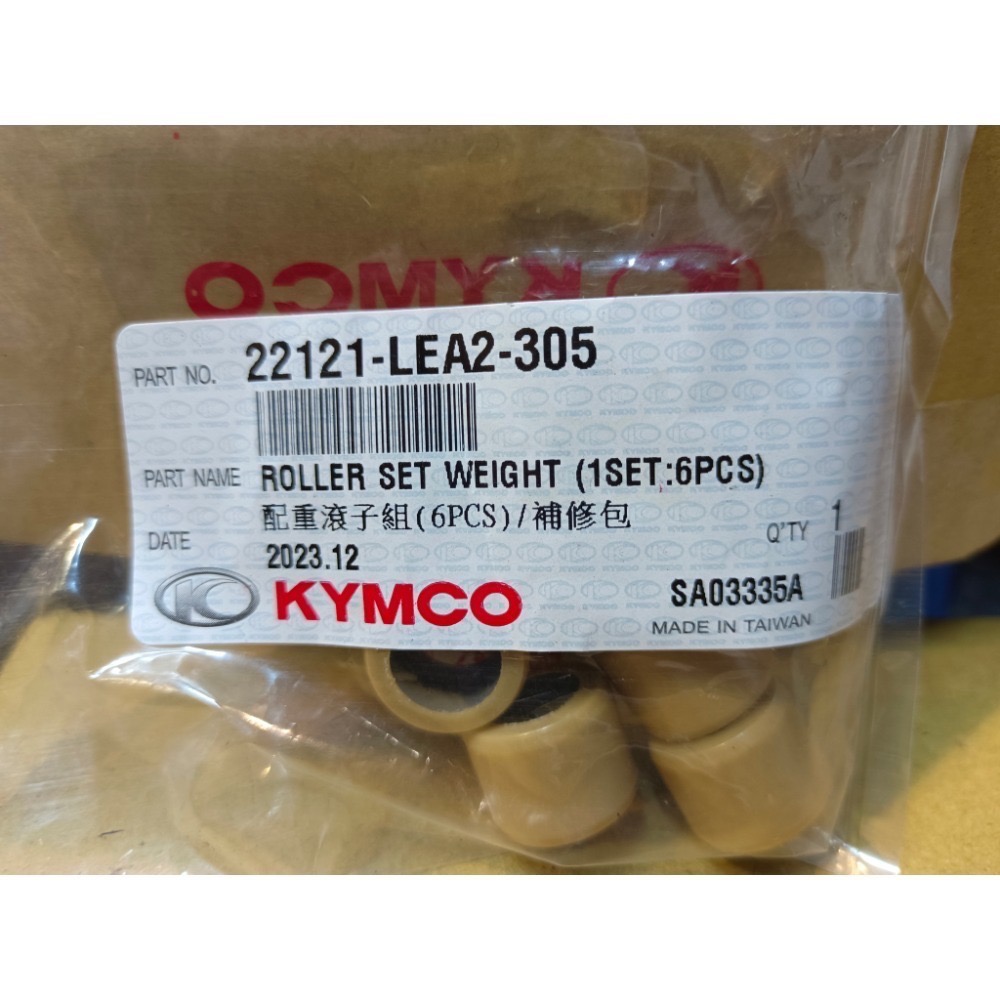 KYMCO
PART NO. 22121-LEA2-305
PART NAME ROLLER SET WEIGHT (1SET:6PCS)
配重滾子組(6PCS)/補修包
DATE 2023.12 Q'TY 1
KYMCO SA03335A
MADE IN TAIWAN